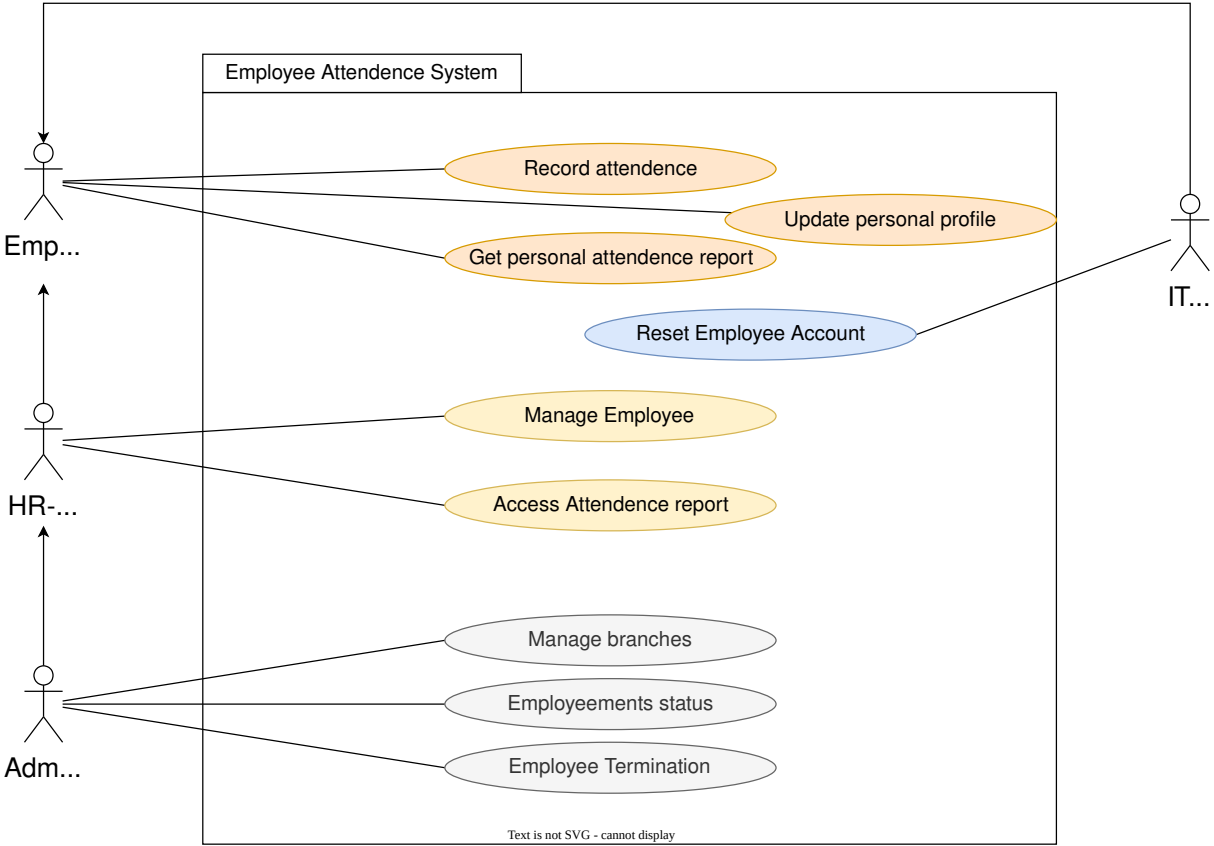 Employee Attendence System
Record attendence
Update personal profile
Emp...
Get personal attendence report
IT...
Reset Employee Account
Manage Employee
HR-...
Access Attendence report
Manage branches
Employeements status
Adm...
Employee Termination
Text is not SVG - cannot display